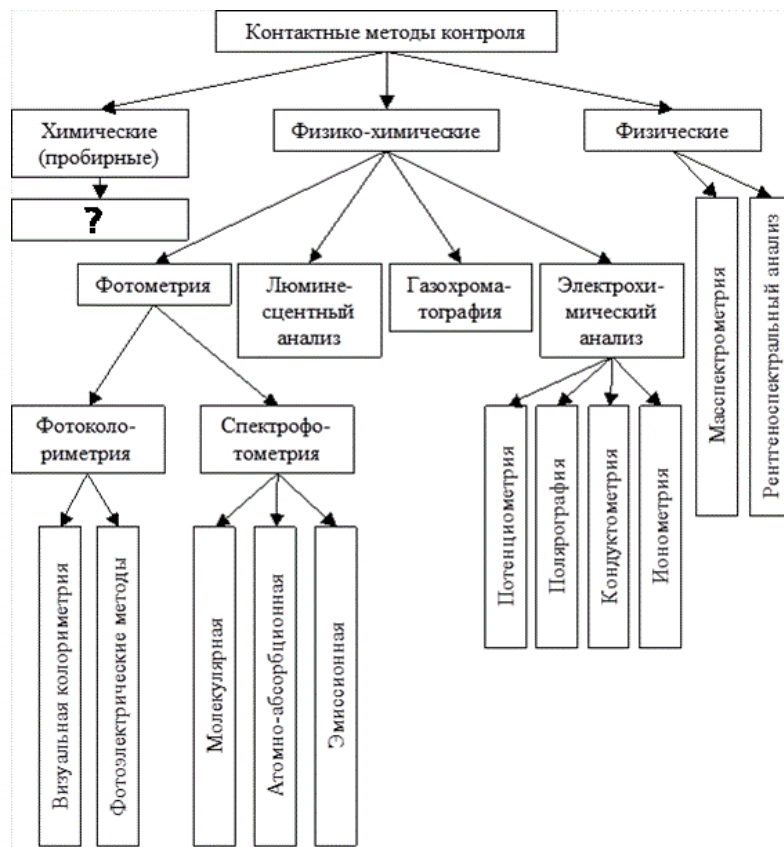 Контактные методы контроля
Химические
(пробирные)
Физико-химические
Физические
?
Фотометрия
Люмине-
сцентный
анализ
Газохрома-
тография
Электрохи-
мический
анализ
Масспектрометрия
Рентгеноспектральный анализ
Фотоколо-
риметрия
Спектрофо-
тометрия
Потенциометрия
Полярография
Кондуктометрия
Ионометрия
Визуальная колориметрия
Фотоэлектрические методы
Молекулярная
Атомно-абсорбционная
Эмиссионная